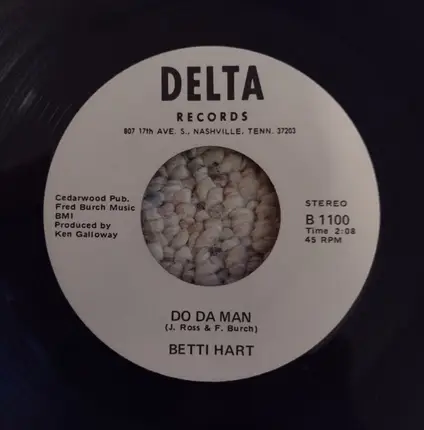 DELTA
RECORDS
807 17th AVE. S., NASHVILLE, TENN. 37203
Cedarwood Pub.
Fred Burch Music
BMI
Produced by
Ken Galloway
STEREO
B 1100
Time 2:08
45 RPM
DO DA MAN
(J. Ross & F. Burch)
BETTI HART